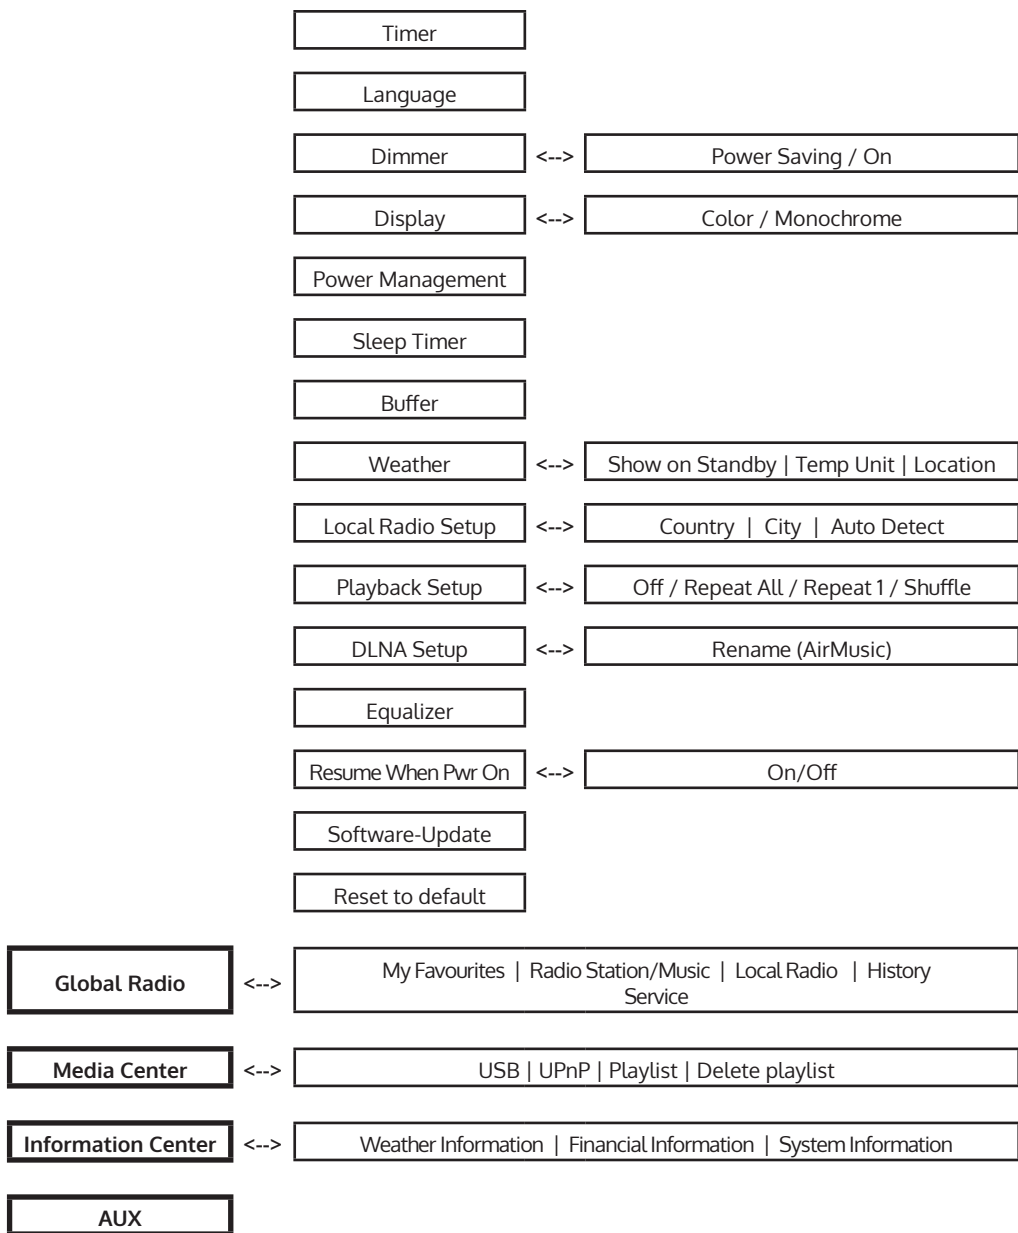 Timer
Language
Dimmer <--> Power Saving / On
Display <--> Color / Monochrome
Power Management
Sleep Timer
Buffer
Weather <--> Show on Standby | Temp Unit | Location
Local Radio Setup <--> Country | City | Auto Detect
Playback Setup <--> Off / Repeat All / Repeat 1 / Shuffle
DLNA Setup <--> Rename (AirMusic)
Equalizer
Resume When Pwr On <--> On/Off
Software-Update
Reset to default
Global Radio <--> My Favourites | Radio Station/Music | Local Radio | History
Service
Media Center <--> USB | UPnP | Playlist | Delete playlist
Information Center <--> Weather Information | Financial Information | System Information
AUX